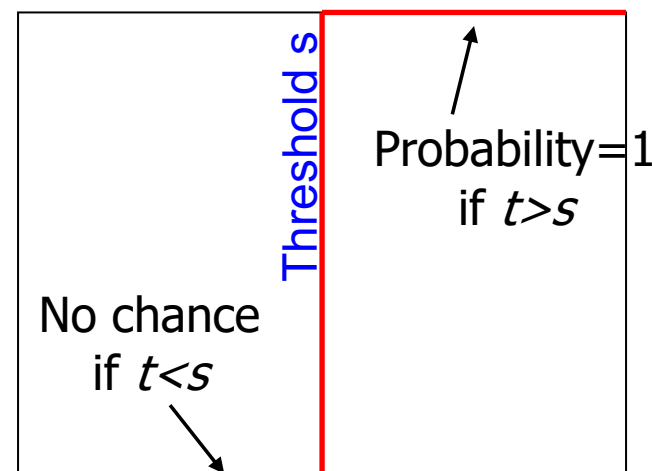 Threshold s
Probability=1
if t>s
No chance
if t<s